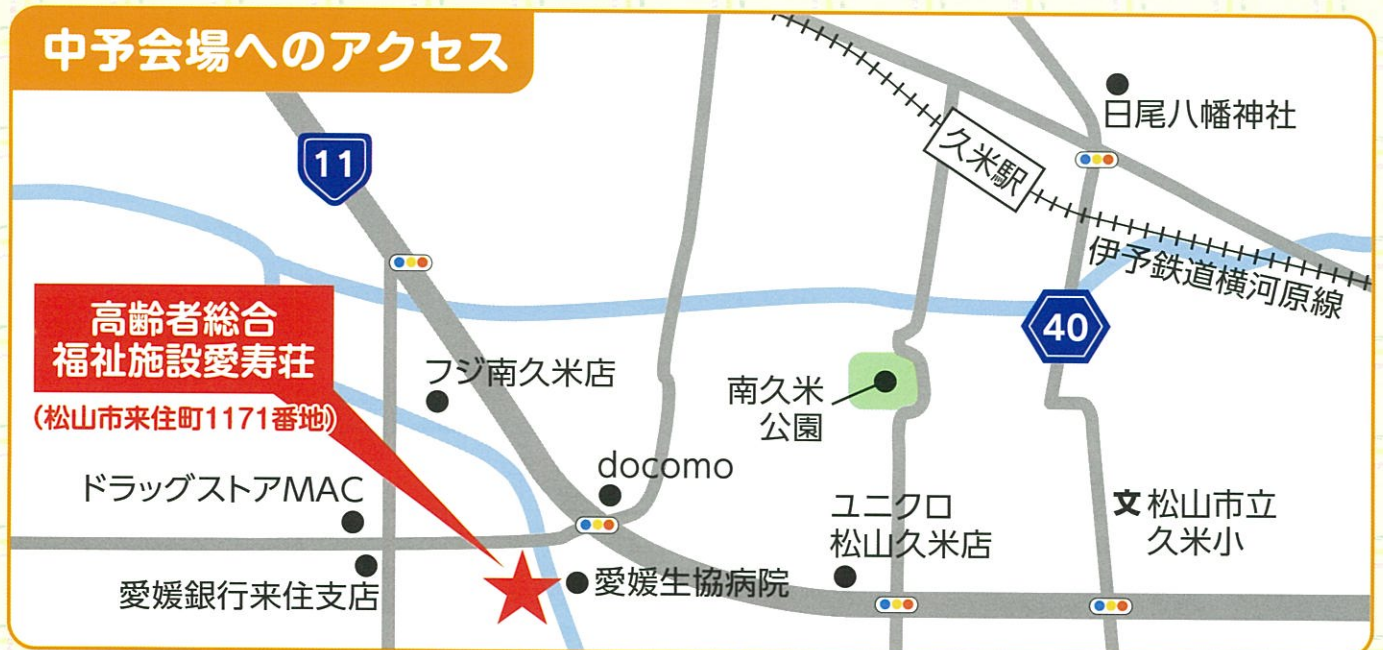 中予会場へのアクセス
11
日尾八幡神社
久米駅
伊予鉄道横河原線
40
高齢者総合
福祉施設愛寿荘
(松山市来住町1171番地)
フジ南久米店
南久米
公園
docomo
ドラッグストアMAC
ユニクロ
松山久米店
文 松山市立
久米小
愛媛銀行来住支店
愛媛生協病院